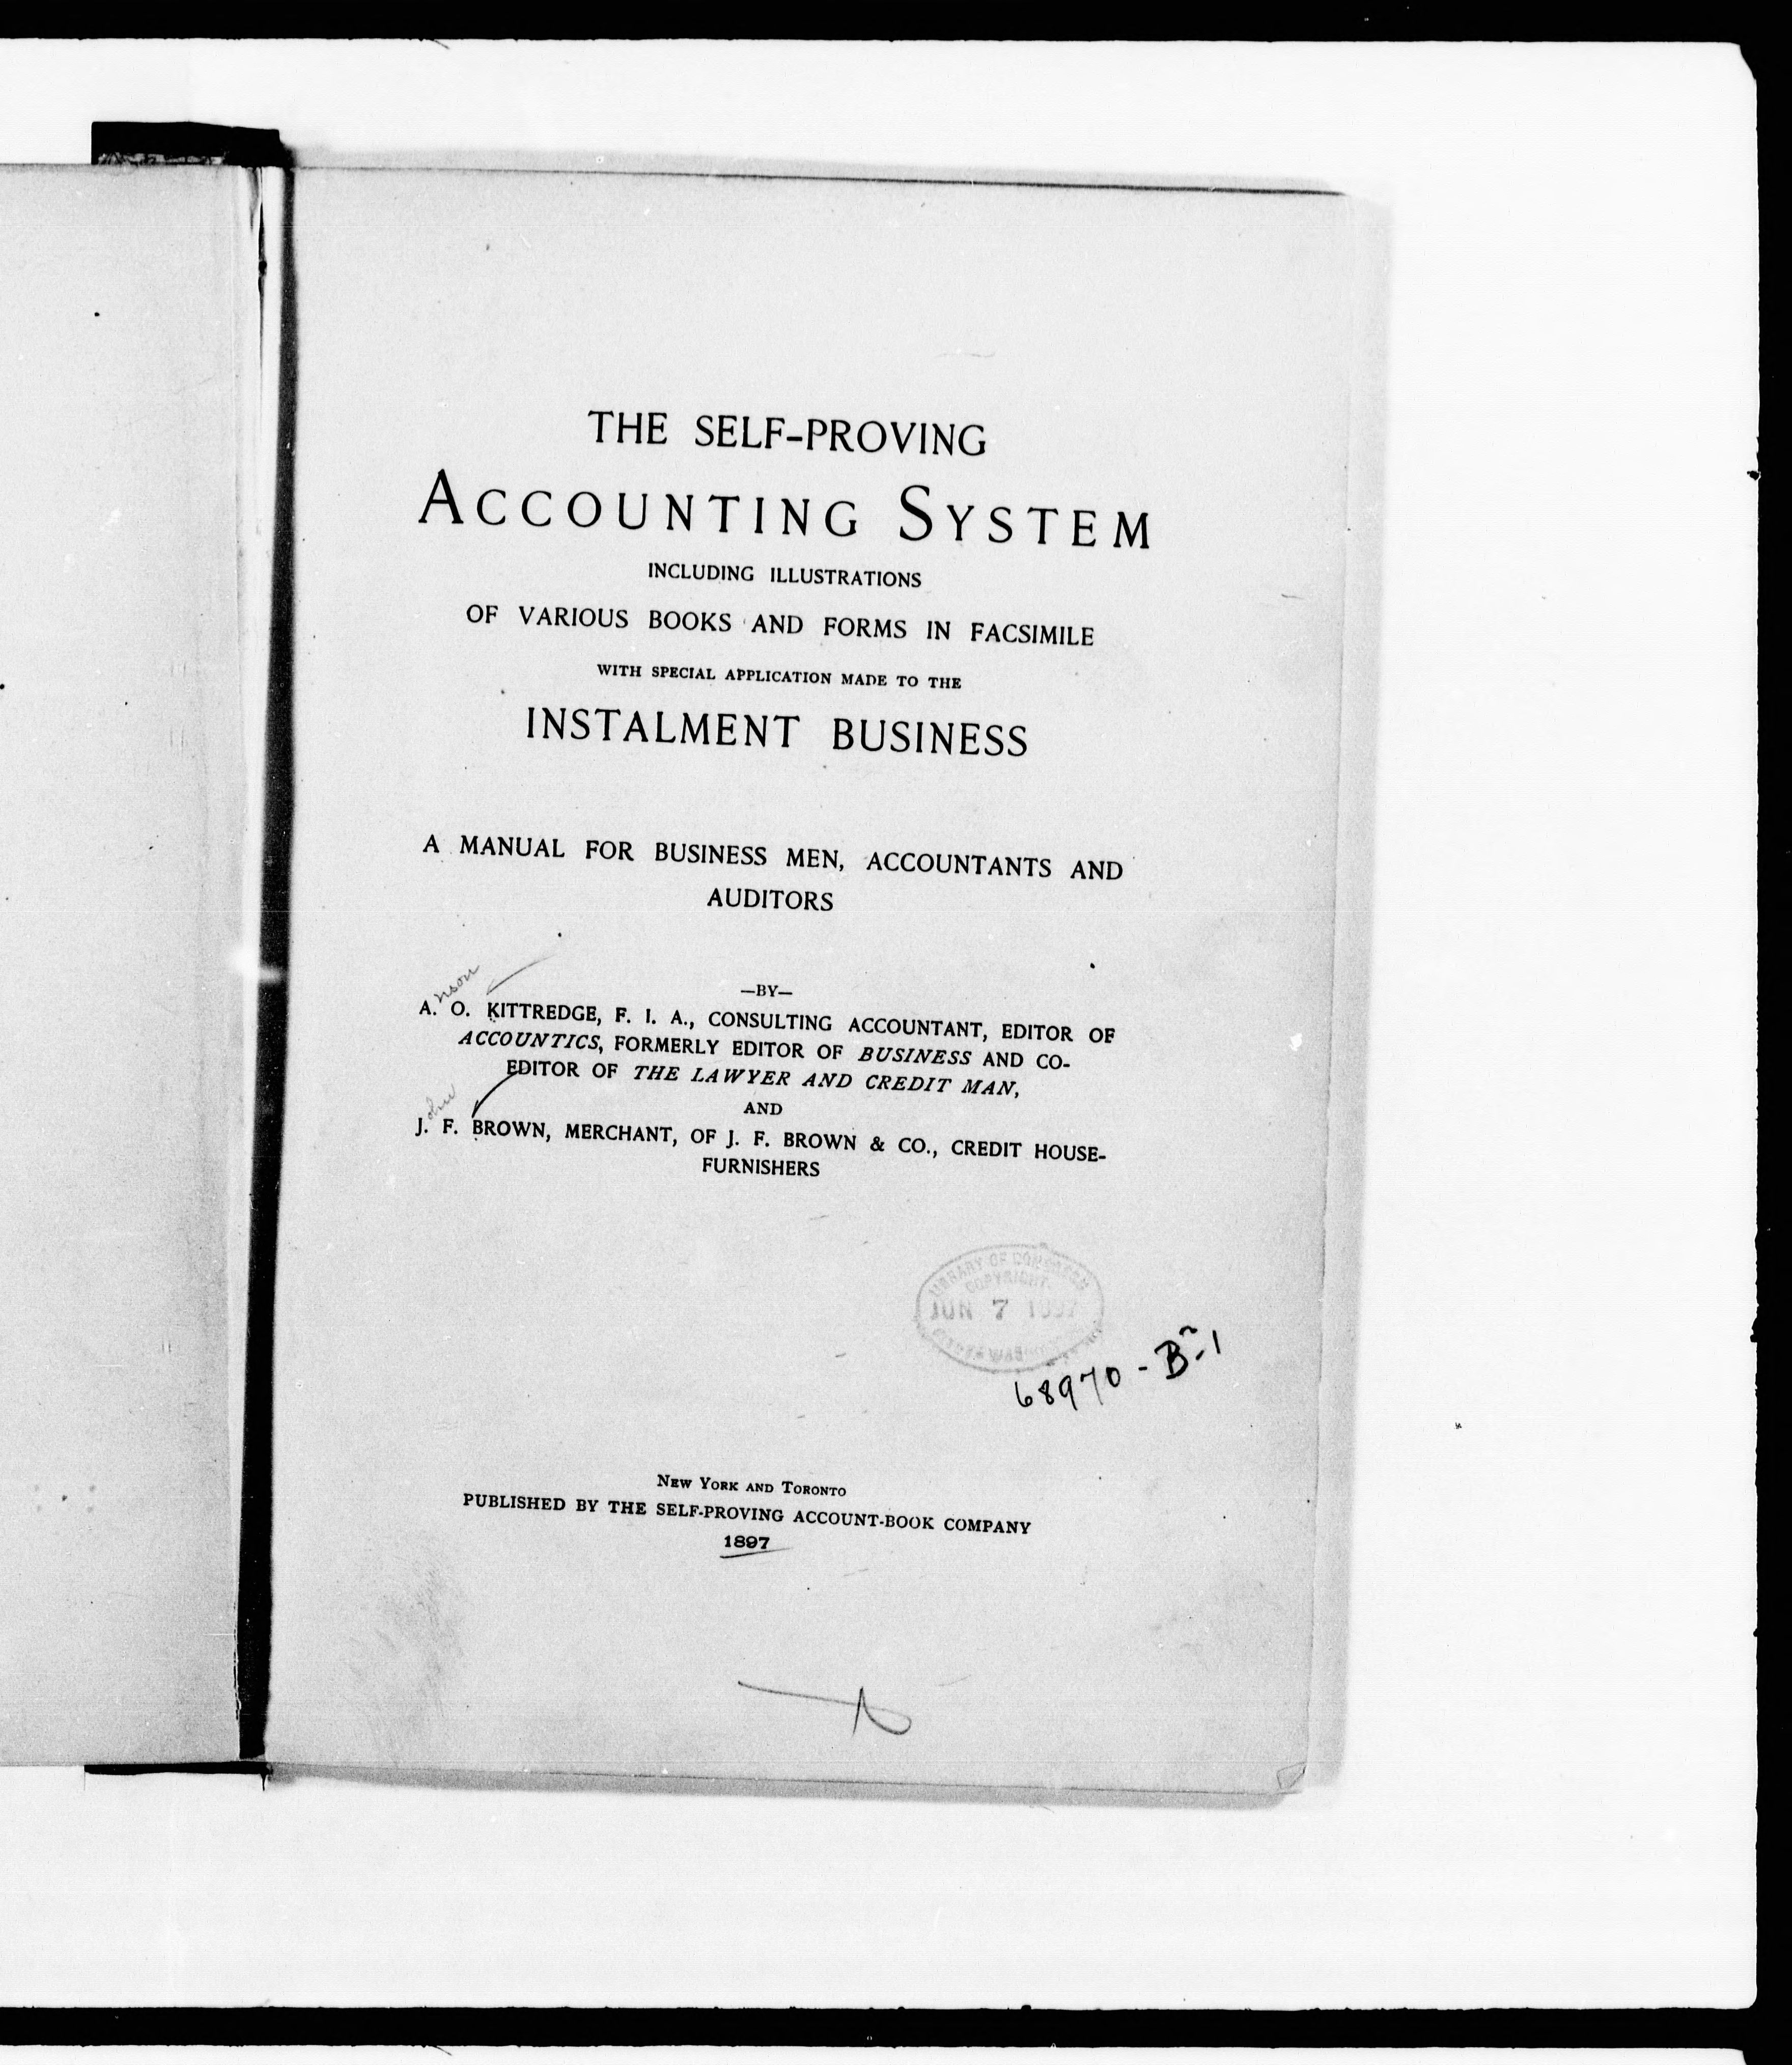 THE SELF-PROVING
ACCOUNTING SYSTEM
INCLUDING ILLUSTRATIONS
OF VARIOUS BOOKS AND FORMS IN FACSIMILE
WITH SPECIAL APPLICATION MADE TO THE
INSTALMENT BUSINESS
A MANUAL FOR BUSINESS MEN, ACCOUNTANTS AND
AUDITORS
—BY—
nson
A. O. KITTREDGE, F. I. A., CONSULTING ACCOUNTANT, EDITOR OF
ACCOUNTICS, FORMERLY EDITOR OF BUSINESS AND CO-
EDITOR OF THE LAWYER AND CREDIT MAN,
AND
ohn
J. F. BROWN, MERCHANT, OF J. F. BROWN & CO., CREDIT HOUSE-
FURNISHERS
LIBRARY OF CONGRESS
COPYRIGHT
JUN 7 1897
68970-B-1
NEW YORK AND TORONTO
PUBLISHED BY THE SELF-PROVING ACCOUNT-BOOK COMPANY
1897